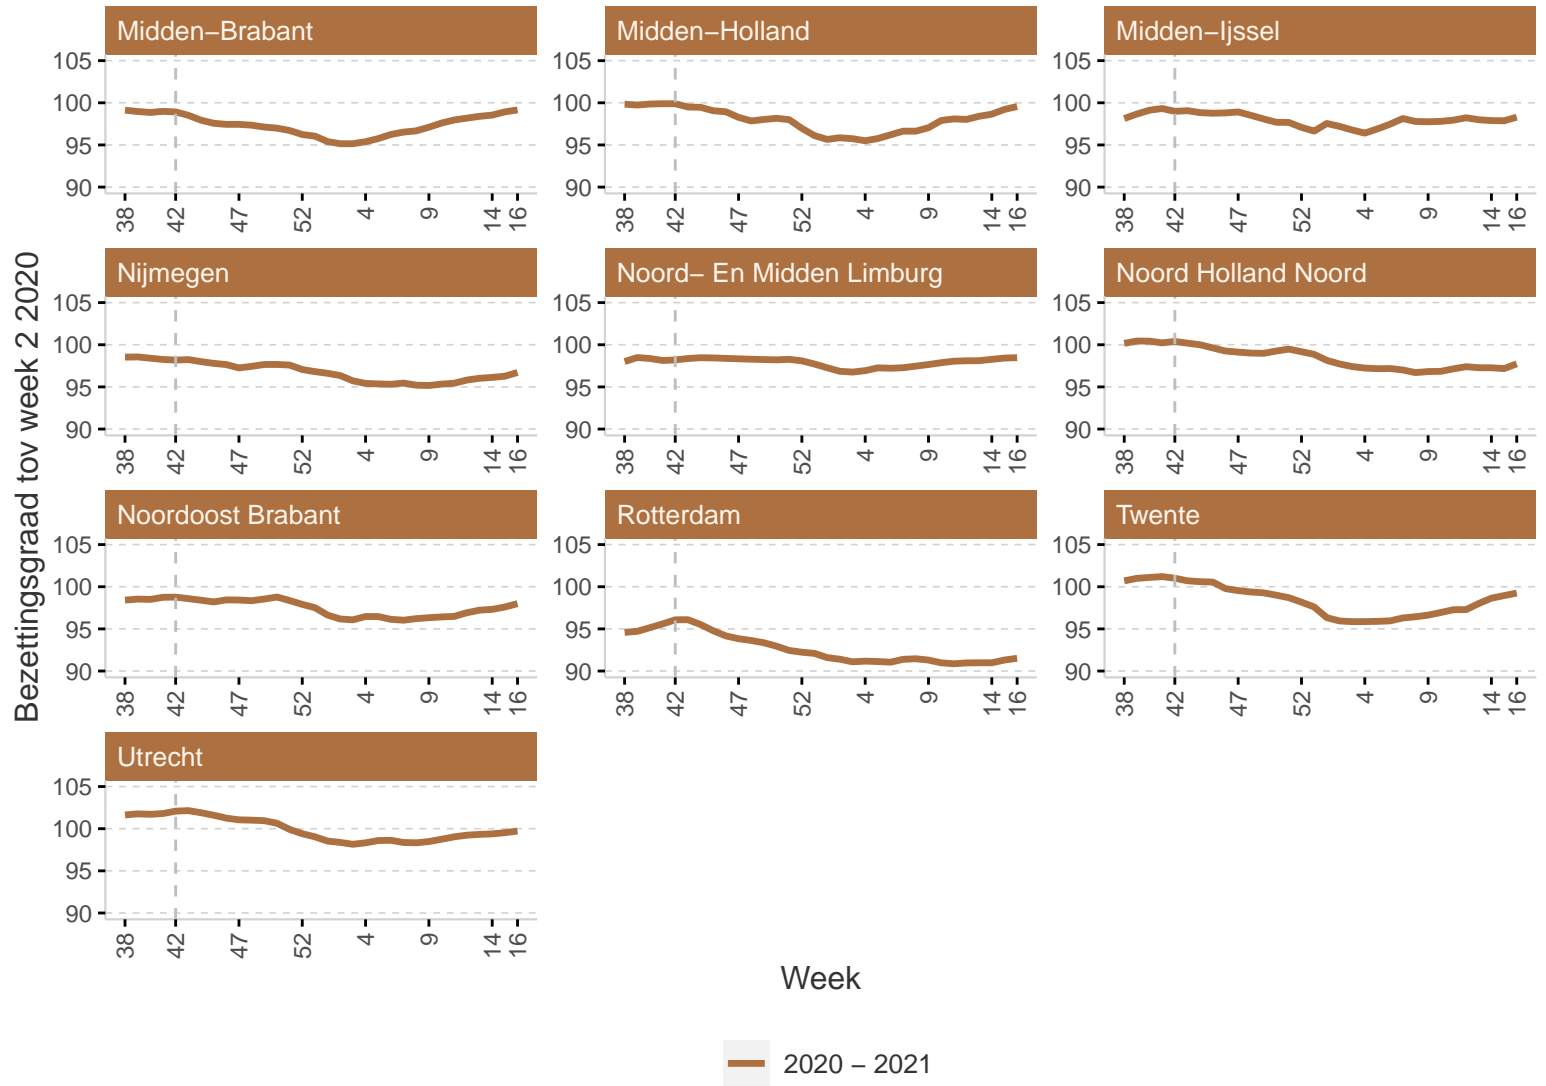 Bezettingsgraad tov week 2 2020
Midden−Brabant
105
100
95
90
38 42 47 52 4 9 14 16
Midden−Holland
105
100
95
90
38 42 47 52 4 9 14 16
Midden−Ijssel
105
100
95
90
38 42 47 52 4 9 14 16
Nijmegen
105
100
95
90
38 42 47 52 4 9 14 16
Noord− En Midden Limburg
105
100
95
90
38 42 47 52 4 9 14 16
Noord Holland Noord
105
100
95
90
38 42 47 52 4 9 14 16
Noordoost Brabant
105
100
95
90
38 42 47 52 4 9 14 16
Rotterdam
105
100
95
90
38 42 47 52 4 9 14 16
Twente
105
100
95
90
38 42 47 52 4 9 14 16
Utrecht
105
100
95
90
38 42 47 52 4 9 14 16
Week
2020 − 2021